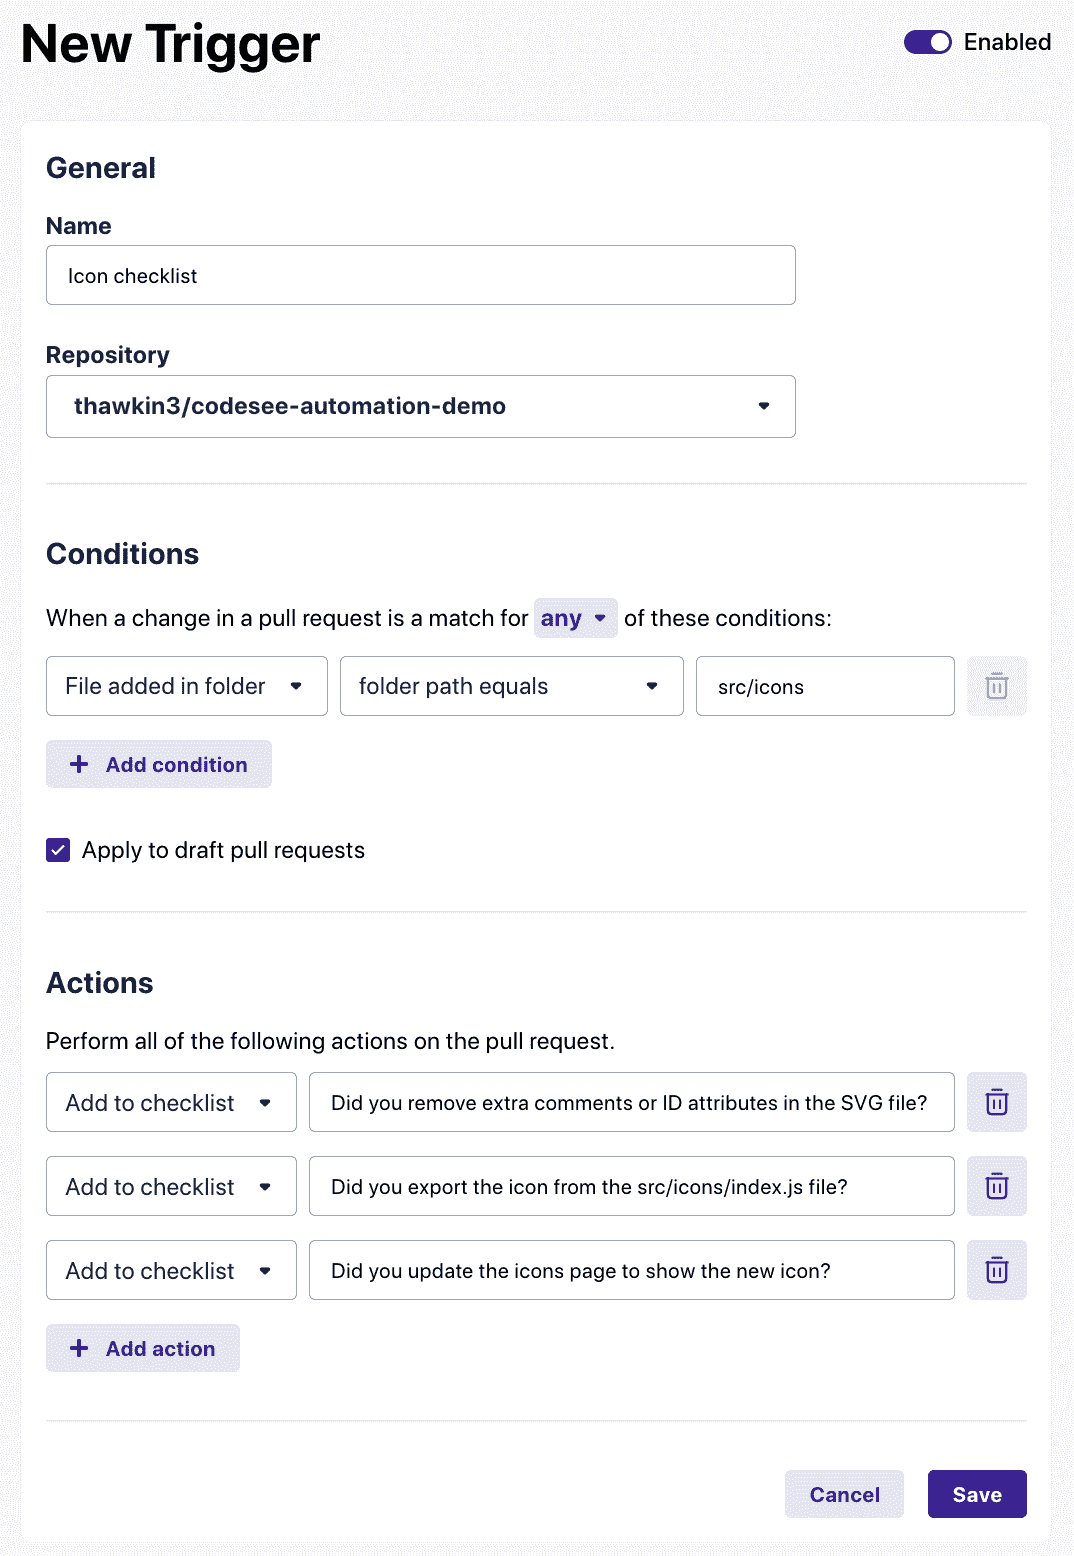 New Trigger
Enabled
General
Name
Icon checklist
Repository
thawkin3/codesee-automation-demo
Conditions
When a change in a pull request is a match for any of these conditions:
File added in folder folder path equals src/icons
+ Add condition
Apply to draft pull requests
Actions
Perform all of the following actions on the pull request.
Add to checklist Did you remove extra comments or ID attributes in the SVG file?
Add to checklist Did you export the icon from the src/icons/index.js file?
Add to checklist Did you update the icons page to show the new icon?
+ Add action
Cancel Save